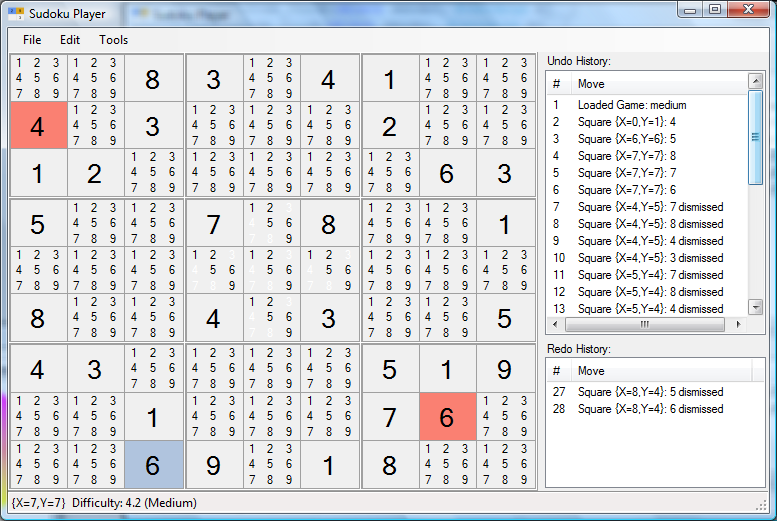 Sudoku Player
File Edit Tools
1 2 3 1 2 3 1 2 3 1 2 3 1 2 3
4 5 6 4 5 6 8 3 4 5 6 4 1 4 5 6 4 5 6
7 8 9 7 8 9 7 8 9 7 8 9 7 8 9
1 2 3 1 2 3 1 2 3 1 2 3 1 2 3 1 2 3
4 4 5 6 3 4 5 6 4 5 6 4 5 6 2 4 5 6 4 5 6
7 8 9 7 8 9 7 8 9 7 8 9 7 8 9 7 8 9
1 2 3 1 2 3 1 2 3 1 2 3 1 2 3
1 2 4 5 6 4 5 6 4 5 6 4 5 6 4 5 6 6 3
7 8 9 7 8 9 7 8 9 7 8 9 7 8 9
1 2 3 1 2 3 1 2 3 1 2 3 1 2 3
5 4 5 6 4 5 6 7 4 5 6 8 4 5 6 4 5 6 1
7 8 9 7 8 9 7 8 9 7 8 9 7 8 9
1 2 3 1 2 3 1 2 3 1 2 3 1 2 3 1 2 3 1 2 3 1 2 3 1 2 3
4 5 6 4 5 6 4 5 6 4 5 6 4 5 6 4 5 6 4 5 6 4 5 6 4 5 6
7 8 9 7 8 9 7 8 9 7 8 9 7 8 9 7 8 9 7 8 9 7 8 9 7 8 9
1 2 3 1 2 3 1 2 3 1 2 3 1 2 3
8 4 5 6 4 5 6 4 4 5 6 3 4 5 6 4 5 6 5
7 8 9 7 8 9 7 8 9 7 8 9 7 8 9
1 2 3 1 2 3 1 2 3 1 2 3
4 3 4 5 6 4 5 6 4 5 6 4 5 6 5 1 9
7 8 9 7 8 9 7 8 9 7 8 9
1 2 3 1 2 3 1 2 3 1 2 3 1 2 3 1 2 3
4 5 6 4 5 6 1 4 5 6 4 5 6 4 5 6 7 6 4 5 6
7 8 9 7 8 9 7 8 9 7 8 9 7 8 9 7 8 9
1 2 3 1 2 3 1 2 3 1 2 3 1 2 3
4 5 6 4 5 6 6 9 4 5 6 1 8 4 5 6 4 5 6
7 8 9 7 8 9 7 8 9 7 8 9 7 8 9
Undo History:
# Move
1 Loaded Game: medium
2 Square {X=0,Y=1}: 4
3 Square {X=6,Y=6}: 5
4 Square {X=7,Y=7}: 8
5 Square {X=7,Y=7}: 7
6 Square {X=7,Y=7}: 6
7 Square {X=4,Y=5}: 7 dismissed
8 Square {X=4,Y=5}: 8 dismissed
9 Square {X=4,Y=5}: 4 dismissed
10 Square {X=4,Y=5}: 3 dismissed
11 Square {X=5,Y=4}: 7 dismissed
12 Square {X=5,Y=4}: 8 dismissed
13 Square {X=5,Y=4}: 4 dismissed
Redo History:
# Move
27 Square {X=8,Y=4}: 5 dismissed
28 Square {X=8,Y=4}: 6 dismissed
{X=7,Y=7} Difficulty: 4.2 (Medium)